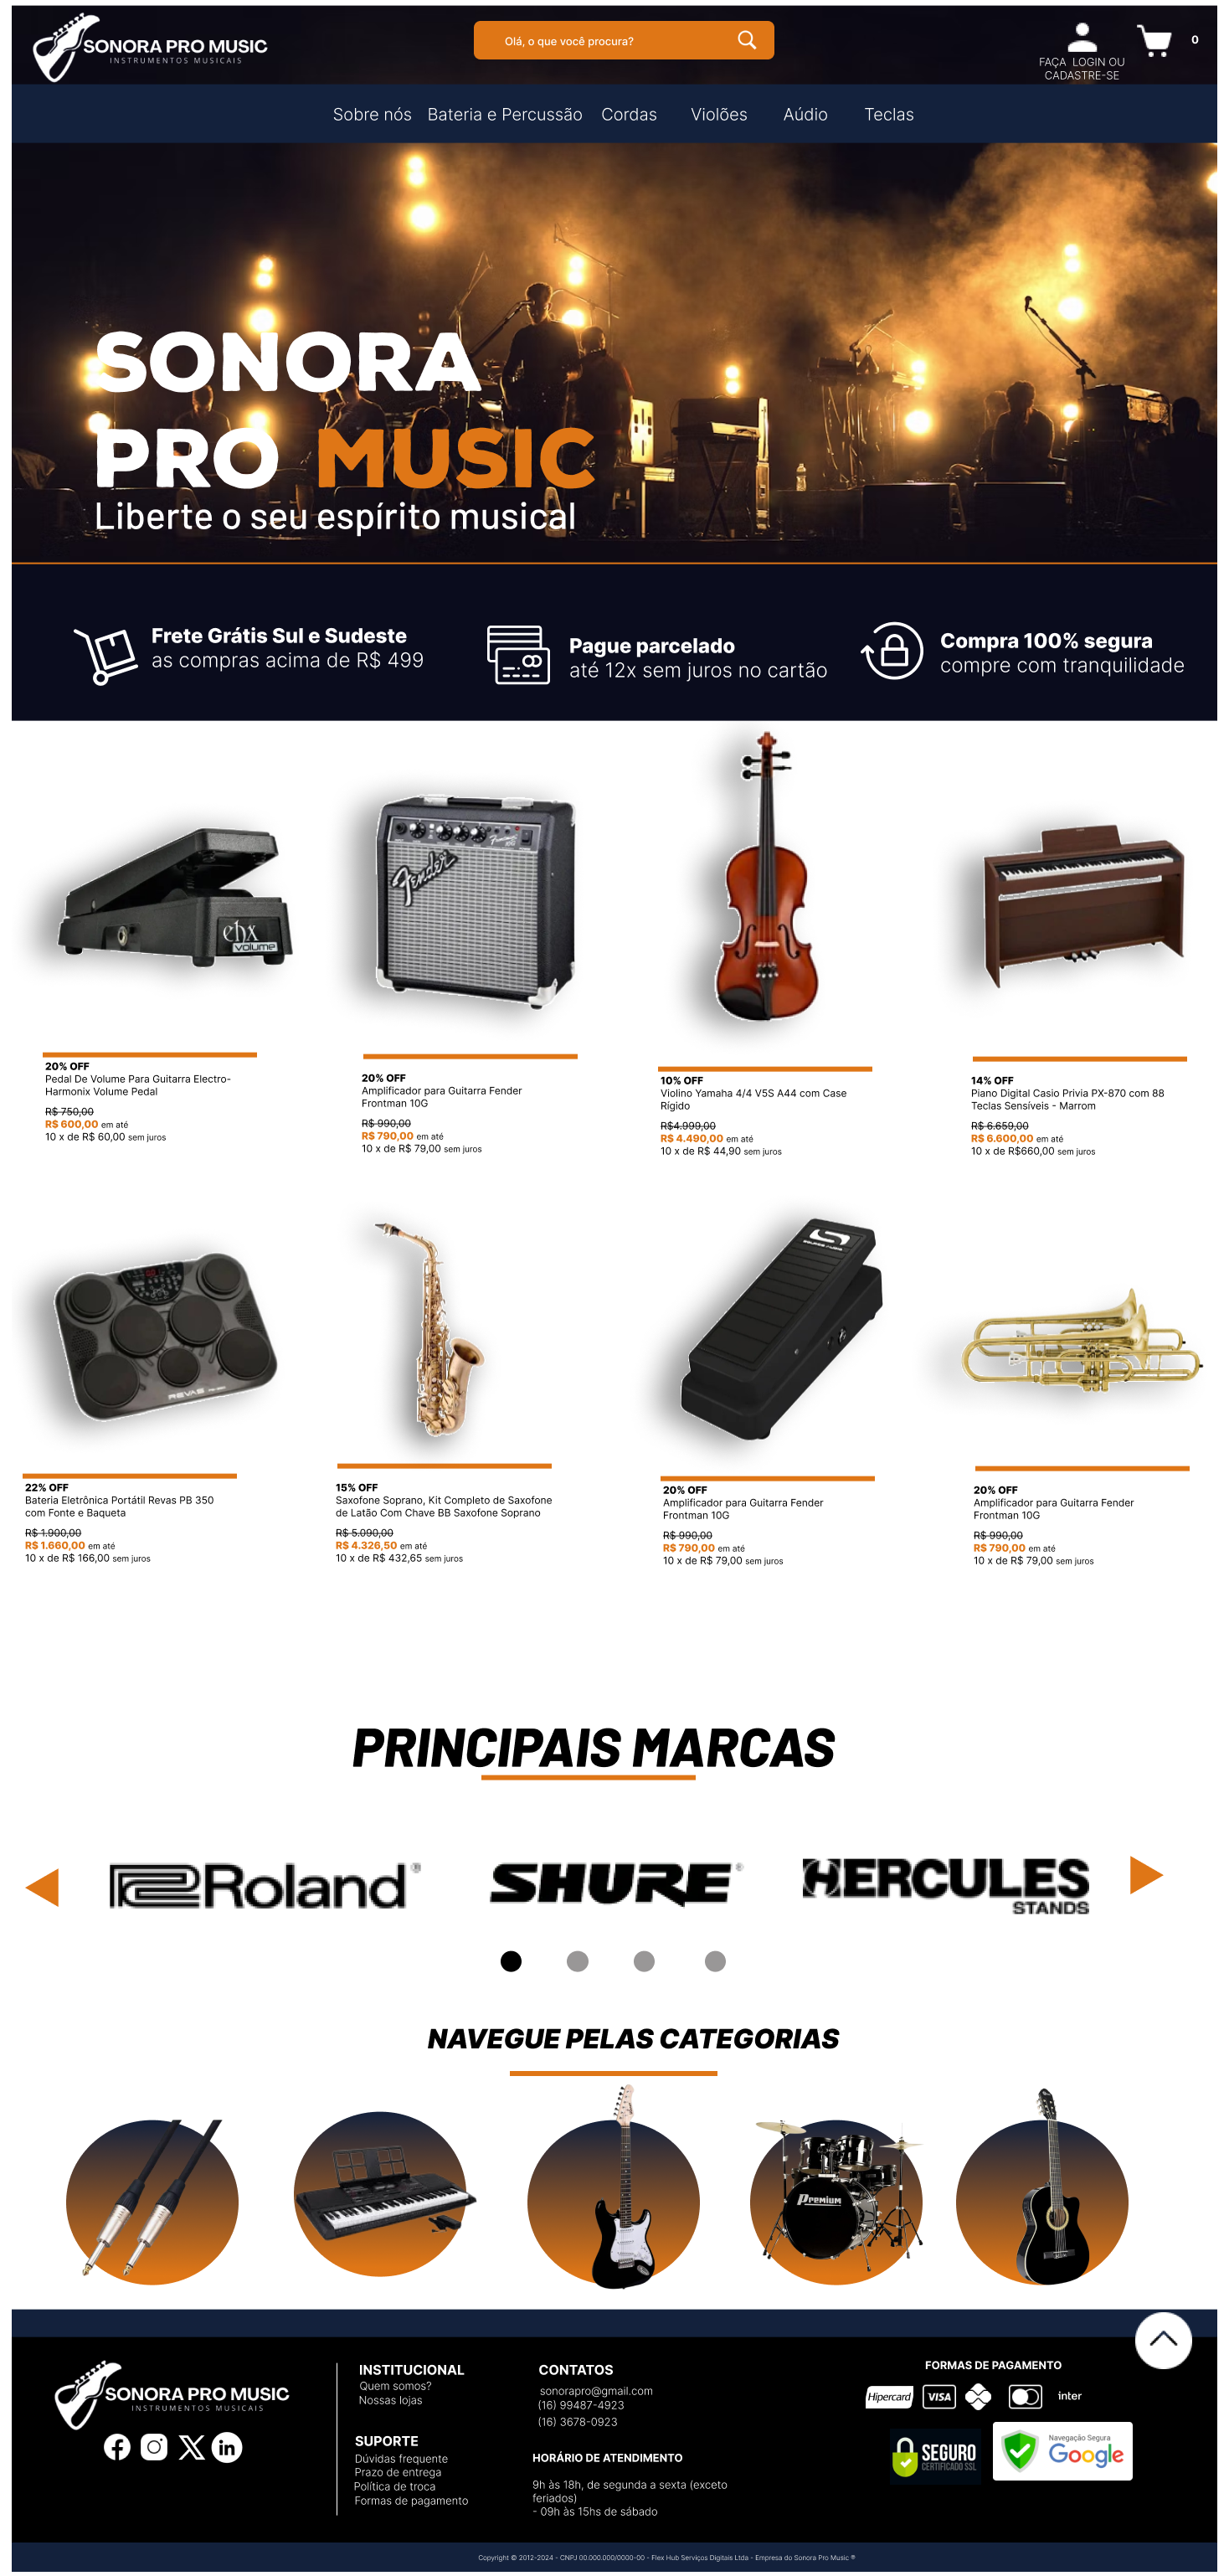 SONORA PRO MUSIC
INSTRUMENTOS MUSICAIS
Olá, o que você procura?
FAÇA LOGIN OU
CADASTRE-SE
0
Sobre nós Bateria e Percussão Cordas Violões Aúdio Teclas
SONORA
PRO MUSIC
Liberte o seu espírito musical
Frete Grátis Sul e Sudeste
as compras acima de R$ 499
Pague parcelado
até 12x sem juros no cartão
Compra 100% segura
compre com tranquilidade
ehx
volume
Fender
20% OFF
Pedal De Volume Para Guitarra Electro-
Harmonix Volume Pedal
R$ 750,00
R$ 600,00 em até
10 x de R$ 60,00 sem juros
20% OFF
Amplificador para Guitarra Fender
Frontman 10G
R$ 990,00
R$ 790,00 em até
10 x de R$ 79,00 sem juros
10% OFF
Violino Yamaha 4/4 V5S A44 com Case
Rígido
R$4.999,00
R$ 4.490,00 em até
10 x de R$ 44,90 sem juros
14% OFF
Piano Digital Casio Privia PX-870 com 88
Teclas Sensíveis - Marrom
R$ 6.659,00
R$ 6.600,00 em até
10 x de R$660,00 sem juros
REVAS
22% OFF
Bateria Eletrônica Portátil Revas PB 350
com Fonte e Baqueta
R$ 1.900,00
R$ 1.660,00 em até
10 x de R$ 166,00 sem juros
15% OFF
Saxofone Soprano, Kit Completo de Saxofone
de Latão Com Chave BB Saxofone Soprano
R$ 5.090,00
R$ 4.326,50 em até
10 x de R$ 432,65 sem juros
20% OFF
Amplificador para Guitarra Fender
Frontman 10G
R$ 990,00
R$ 790,00 em até
10 x de R$ 79,00 sem juros
20% OFF
Amplificador para Guitarra Fender
Frontman 10G
R$ 990,00
R$ 790,00 em até
10 x de R$ 79,00 sem juros
PRINCIPAIS MARCAS
Roland®
SHURE®
HERCULES
STANDS
NAVEGUE PELAS CATEGORIAS
Premium
SONORA PRO MUSIC
INSTRUMENTOS MUSICAIS
INSTITUCIONAL
Quem somos?
Nossas lojas
SUPORTE
Dúvidas frequente
Prazo de entrega
Política de troca
Formas de pagamento
CONTATOS
sonorapro@gmail.com
(16) 99487-4923
(16) 3678-0923
HORÁRIO DE ATENDIMENTO
9h às 18h, de segunda a sexta (exceto
feriados)
- 09h às 15hs de sábado
FORMAS DE PAGAMENTO
Hipercard VISA inter
SEGURO
CERTIFICADO SSL
Navegação Segura
Google
Copyright © 2012-2024 - CNPJ 00.000.000/0000-00 - Flex Hub Serviços Digitais Ltda - Empresa do Sonora Pro Music ®